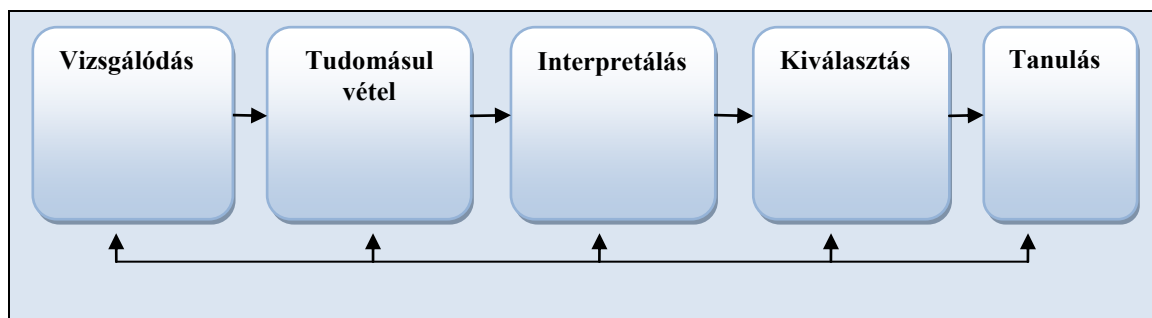 Vizsgálódás
Tudomásul
vétel
Interpretálás
Kiválasztás
Tanulás